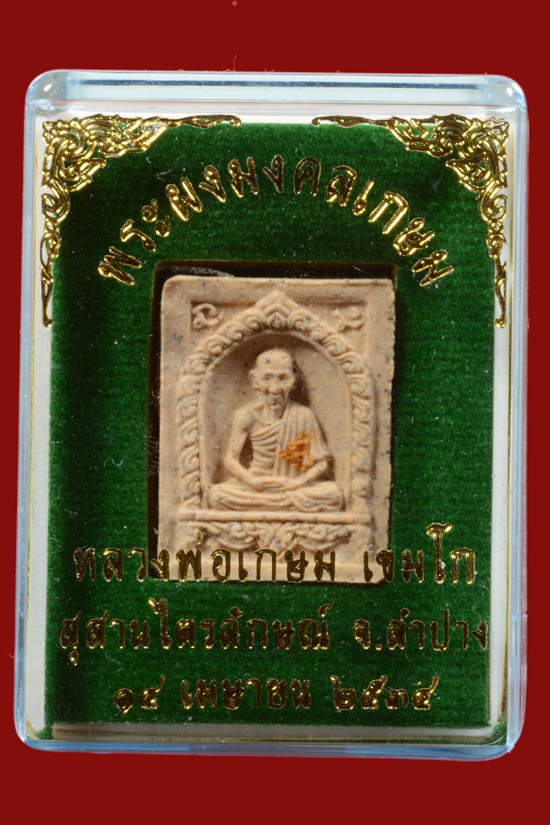 พระผงมงคลเกษม
หลวงพ่อเกษม เขมโก
สุสานไตรลักษณ์ จ.ลำปาง
๑๔ เมษายน ๒๕๓๕